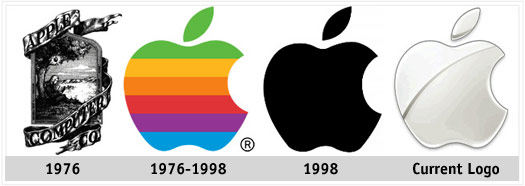 APPLE
COMPUTER
CO.
®
1976
1976-1998
1998
Current Logo